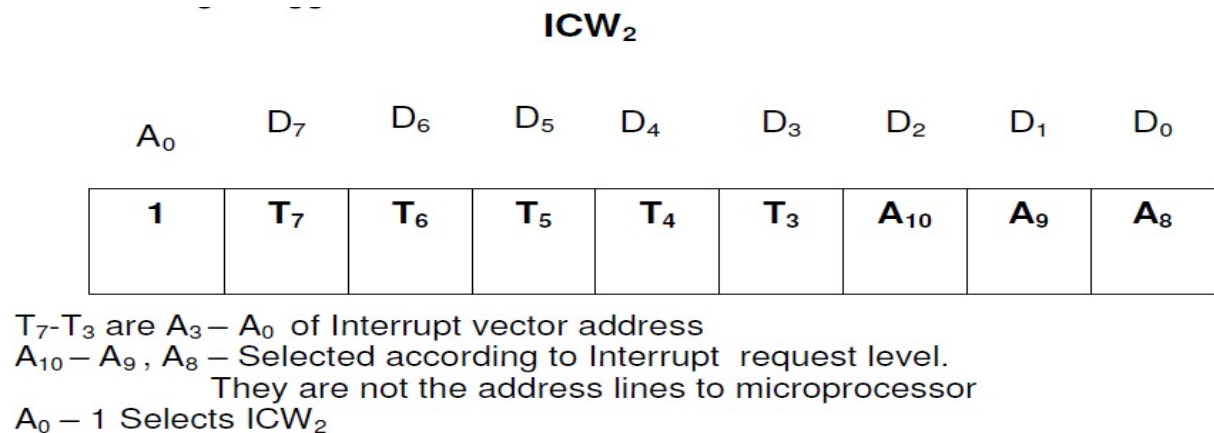 ICW₂
A₀ D₇ D₆ D₅ D₄ D₃ D₂ D₁ D₀
1 T₇ T₆ T₅ T₄ T₃ A₁₀ A₉ A₈
T₇-T₃ are A₃ – A₀ of Interrupt vector address
A₁₀ – A₉ , A₈ – Selected according to Interrupt request level.
They are not the address lines to microprocessor
A₀ – 1 Selects ICW₂